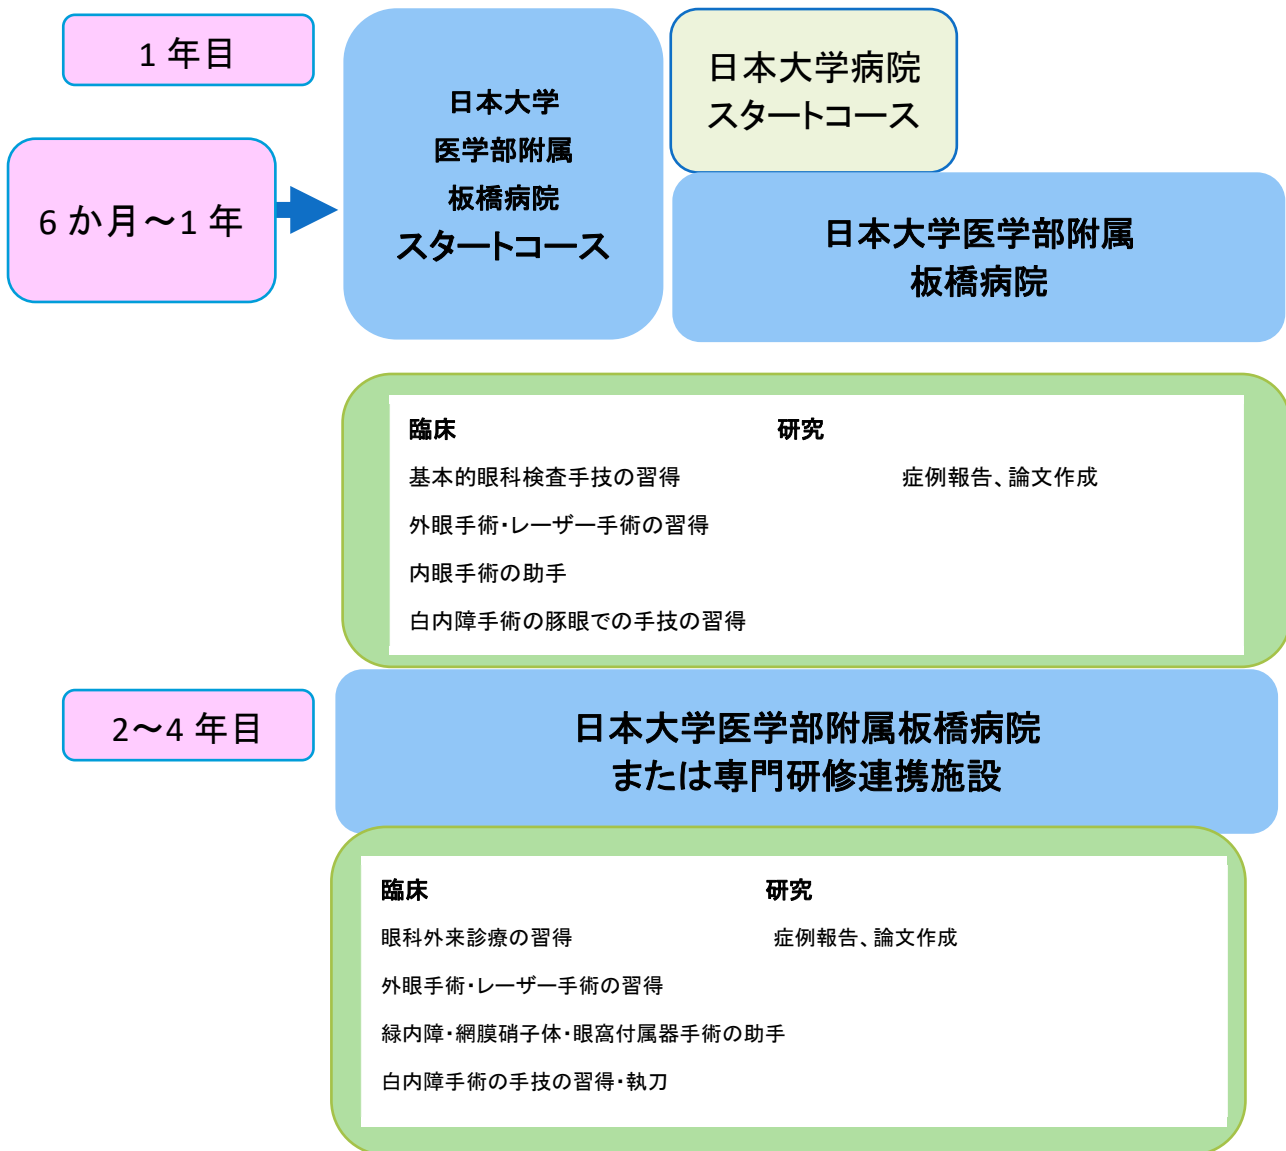 1 年目
6 か月～1 年
日本大学
医学部附属
板橋病院
スタートコース
日本大学病院
スタートコース
日本大学医学部附属
板橋病院
臨床 研究
基本的眼科検査手技の習得 症例報告、論文作成
外眼手術・レーザー手術の習得
内眼手術の助手
白内障手術の豚眼での手技の習得
2～4 年目
日本大学医学部附属板橋病院
または専門研修連携施設
臨床 研究
眼科外来診療の習得 症例報告、論文作成
外眼手術・レーザー手術の習得
緑内障・網膜硝子体・眼窩付属器手術の助手
白内障手術の手技の習得・執刀